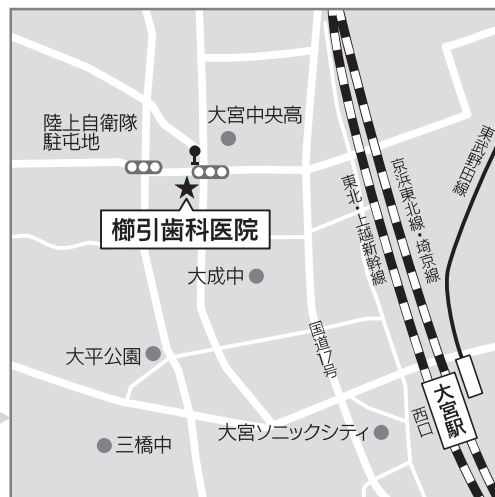 陸上自衛隊
駐屯地
大宮中央高
櫛引歯科医院
大成中
大平公園
三橋中
大宮ソニックシティ
国道17号
東北・上越新幹線
京浜東北線・埼京線
東武野田線
大宮駅
西口